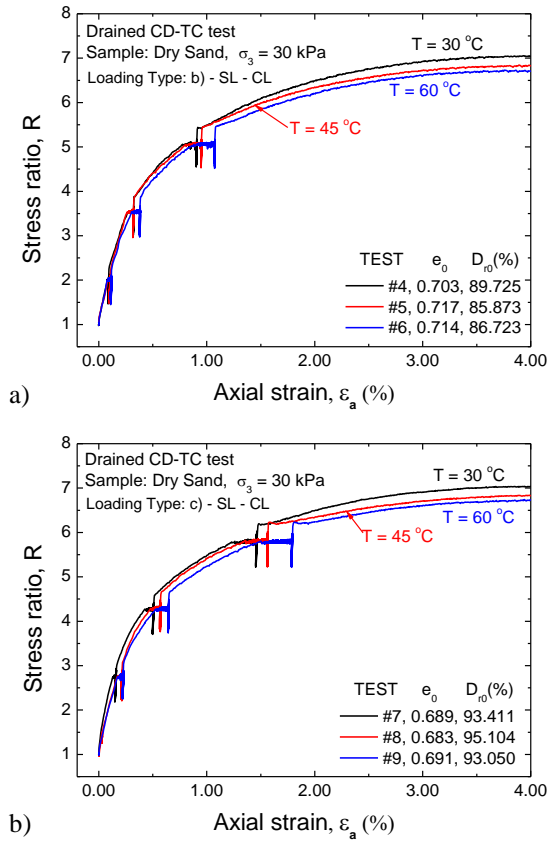 Drained CD-TC test
Sample: Dry Sand, σ3 = 30 kPa
Loading Type: b) - SL - CL
T = 30 °C
T = 45 °C
T = 60 °C
TEST e0 Dr0(%)
#4, 0.703, 89.725
#5, 0.717, 85.873
#6, 0.714, 86.723
Stress ratio, R
8
7
6
5
4
3
2
1
0.00 1.00 2.00 3.00 4.00
Axial strain, εa (%)
a)
Drained CD-TC test
Sample: Dry Sand, σ3 = 30 kPa
Loading Type: c) - SL - CL
T = 30 °C
T = 45 °C
T = 60 °C
TEST e0 Dr0(%)
#7, 0.689, 93.411
#8, 0.683, 95.104
#9, 0.691, 93.050
Stress ratio, R
8
7
6
5
4
3
2
1
0.00 1.00 2.00 3.00 4.00
Axial strain, εa (%)
b)